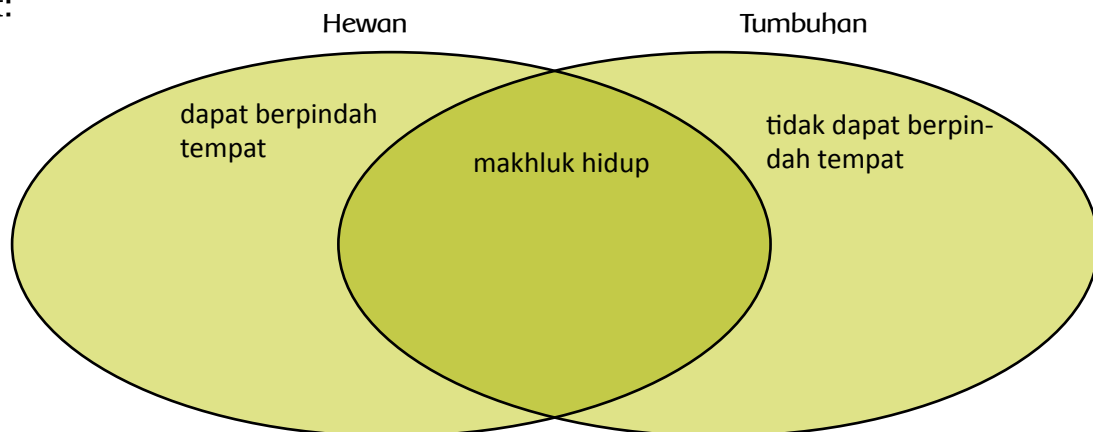 Hewan
Tumbuhan
dapat berpindah
tempat
makhluk hidup
tidak dapat berpin-
dah tempat